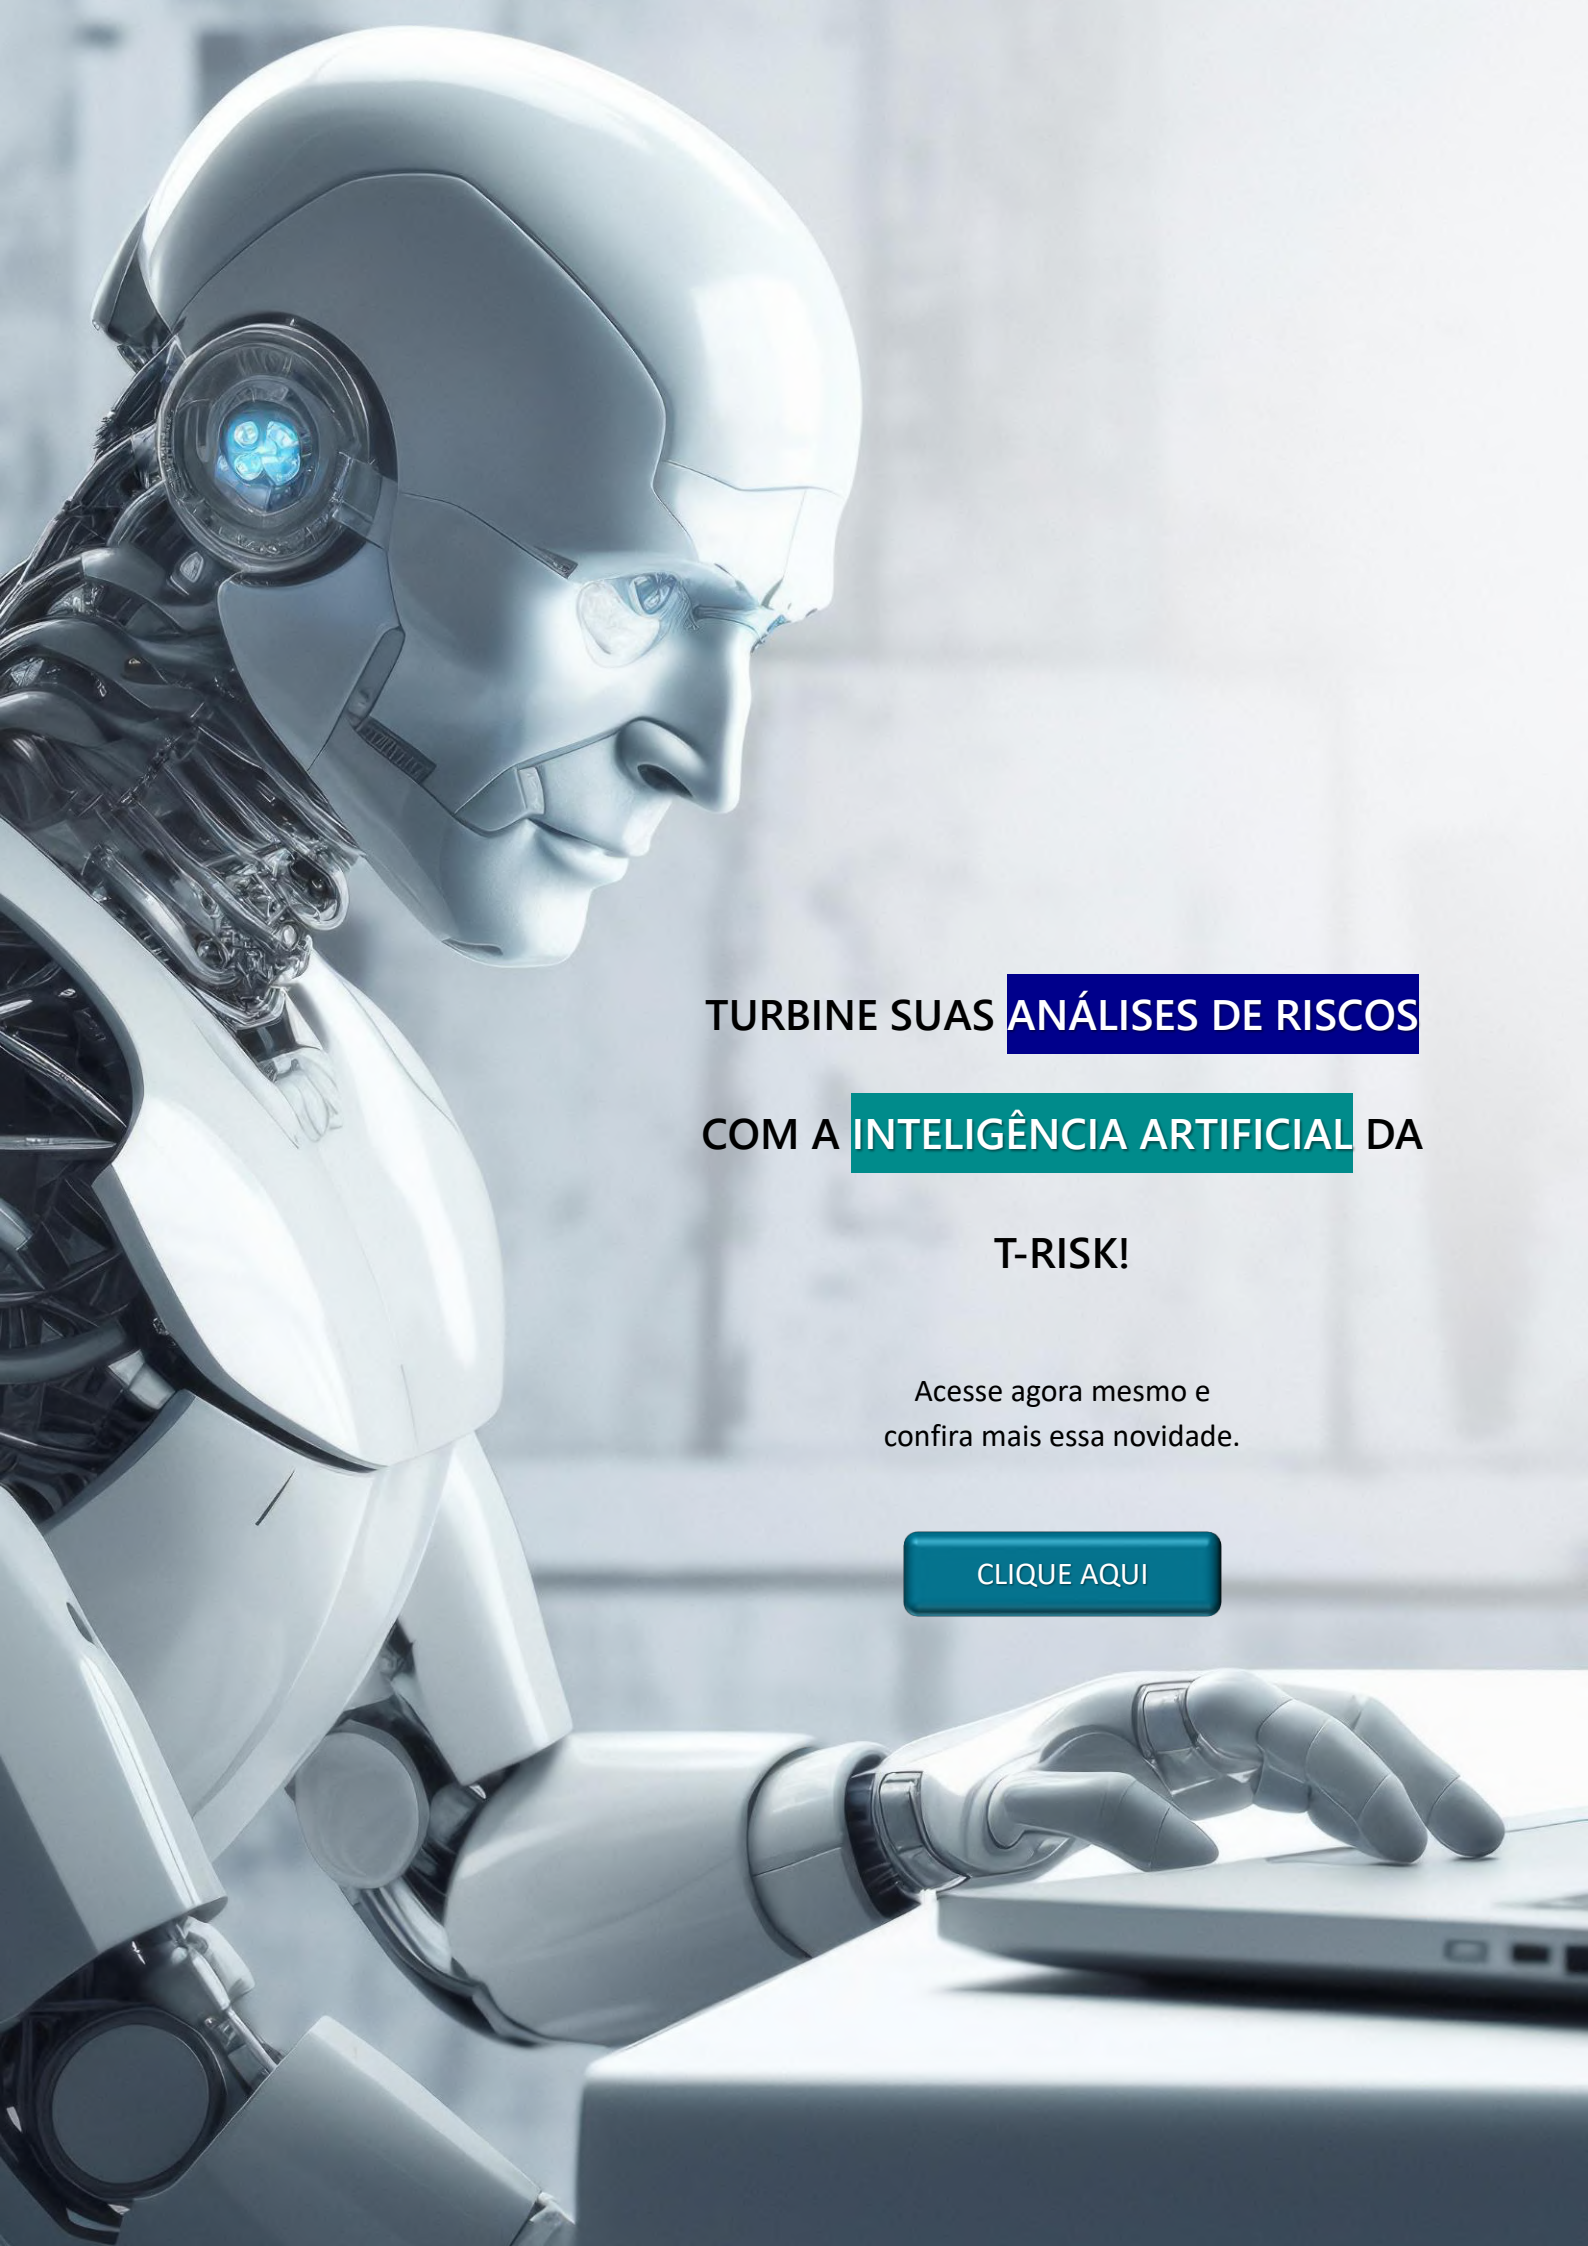 TURBINE SUAS ANÁLISES DE RISCOS
COM A INTELIGÊNCIA ARTIFICIAL DA
T-RISK!
Acesse agora mesmo e
confira mais essa novidade.
CLIQUE AQUI